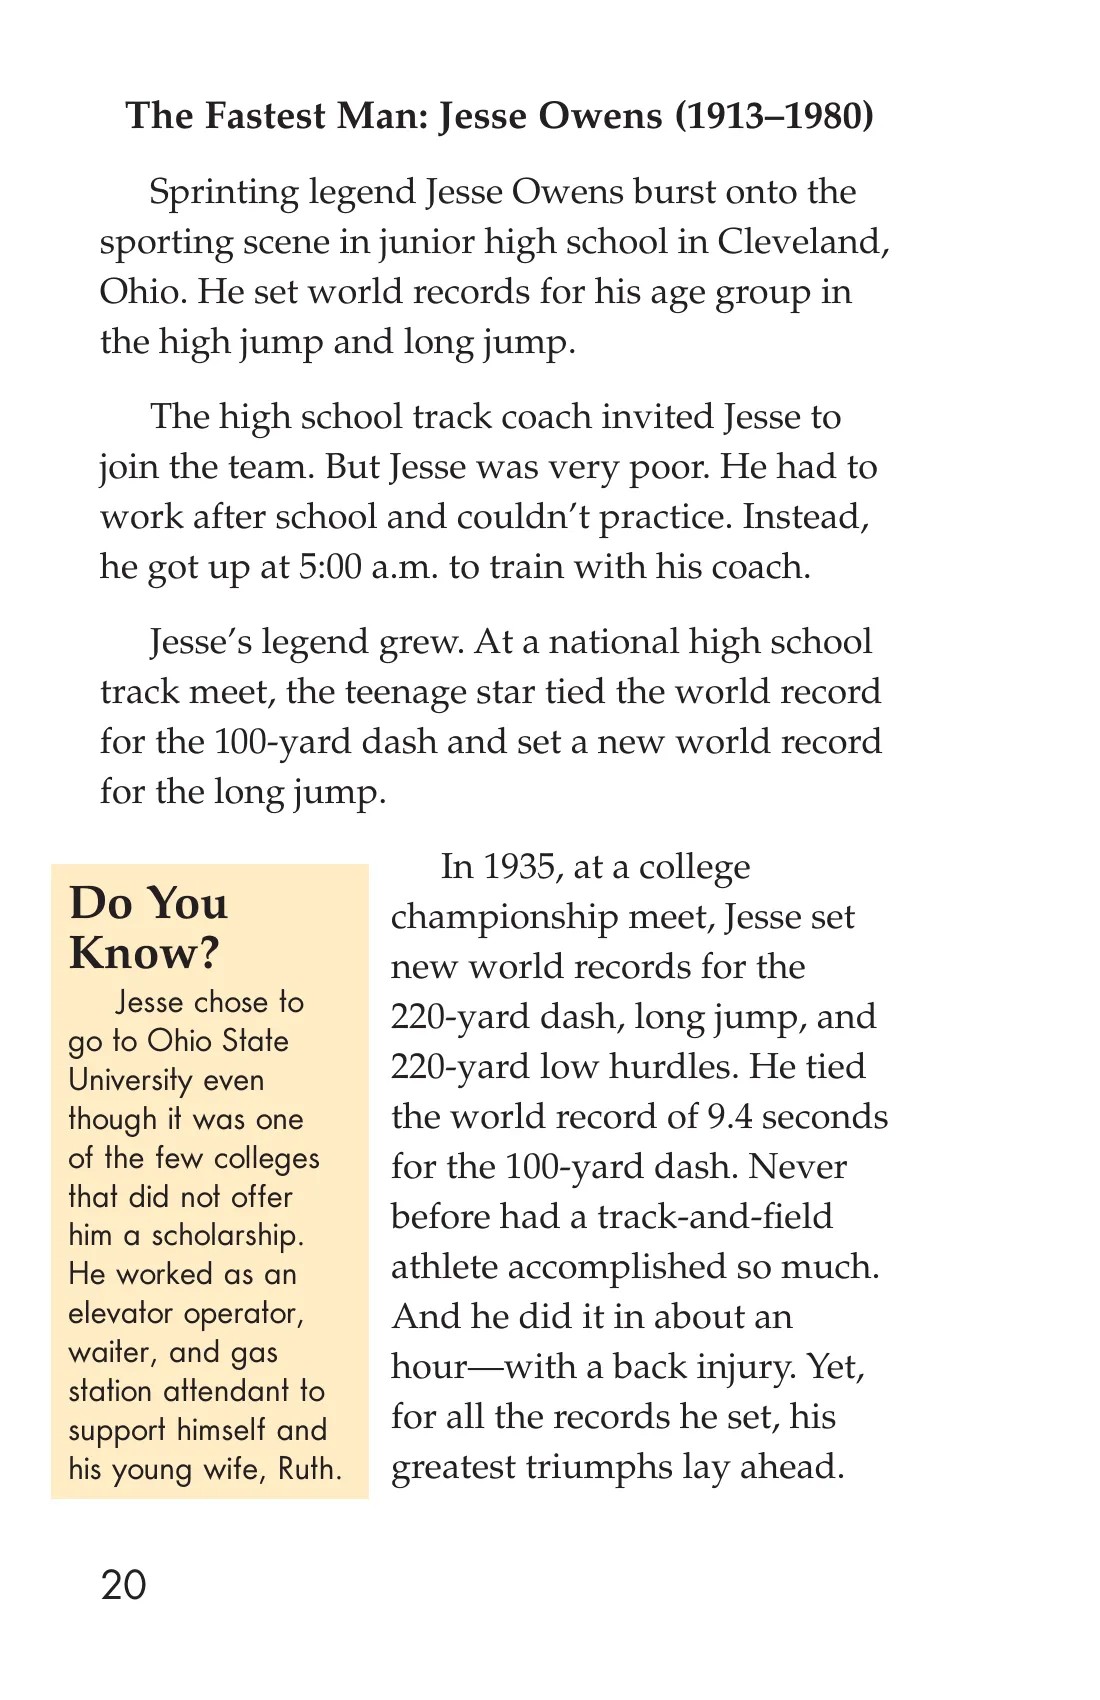 The Fastest Man: Jesse Owens (1913–1980)
Sprinting legend Jesse Owens burst onto the
sporting scene in junior high school in Cleveland,
Ohio. He set world records for his age group in
the high jump and long jump.
The high school track coach invited Jesse to
join the team. But Jesse was very poor. He had to
work after school and couldn’t practice. Instead,
he got up at 5:00 a.m. to train with his coach.
Jesse’s legend grew. At a national high school
track meet, the teenage star tied the world record
for the 100-yard dash and set a new world record
for the long jump.
In 1935, at a college
championship meet, Jesse set
new world records for the
220-yard dash, long jump, and
220-yard low hurdles. He tied
the world record of 9.4 seconds
for the 100-yard dash. Never
before had a track-and-field
athlete accomplished so much.
And he did it in about an
hour—with a back injury. Yet,
for all the records he set, his
greatest triumphs lay ahead.
Do You
Know?
Jesse chose to
go to Ohio State
University even
though it was one
of the few colleges
that did not offer
him a scholarship.
He worked as an
elevator operator,
waiter, and gas
station attendant to
support himself and
his young wife, Ruth.
20